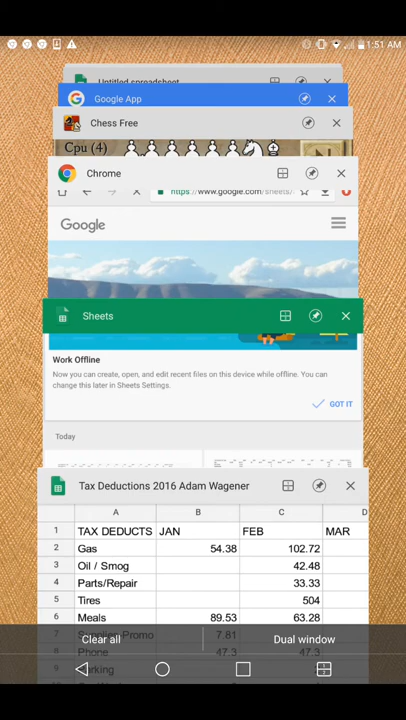 1:51 AM
Untitled spreadsheet
Google App
Chess Free
Cpu (4)
Chrome
https://www.google.com/sheets/
Google
Sheets
Work Offline
Now you can create, open, and edit recent files on this device while offline. You can
change this later in Sheets Settings.
GOT IT
Today
Tax Deductions 2016 Adam Wagener
A B C D
1 TAX DEDUCTS JAN FEB MAR
2 Gas 54.38 102.72
3 Oil / Smog 42.48
4 Parts/Repair 33.33
5 Tires 504
6 Meals 89.53 63.28
7 Supplies Promo 7.81
Clear all Dual window
8 Phone 47.3 47.3
9 Parking